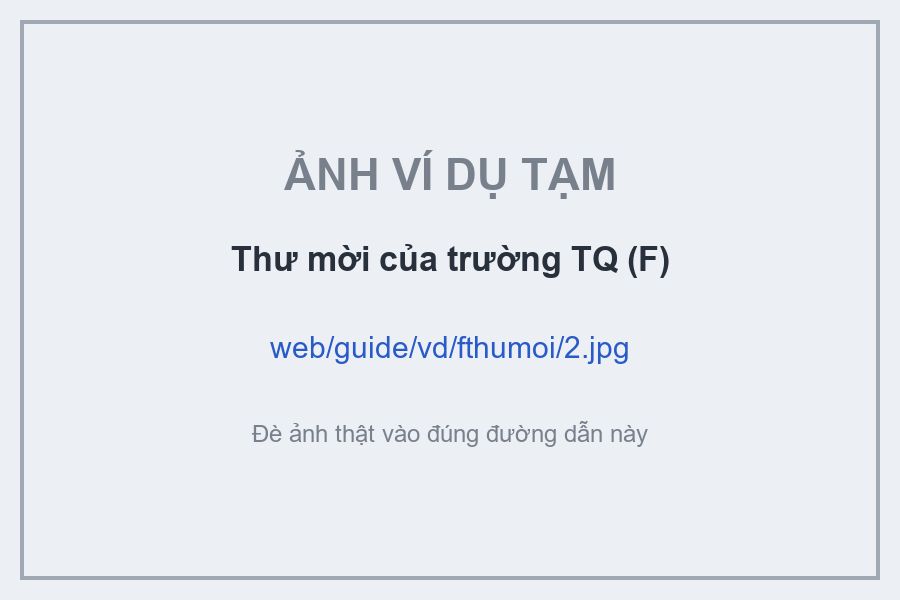 ẢNH VÍ DỤ TẠM
Thư mời của trường TQ (F)
web/guide/vd/fthumoi/2.jpg
Đè ảnh thật vào đúng đường dẫn này